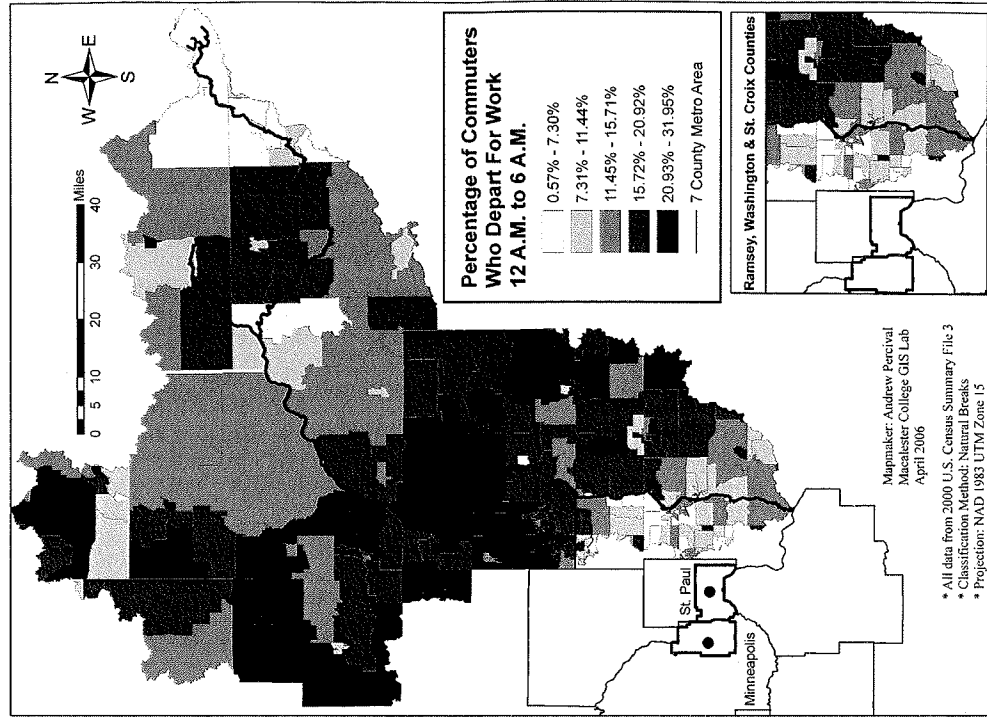 N
W
E
S
0
5
10
20
30
40
Miles
Percentage of Commuters
Who Depart For Work
12 A.M. to 6 A.M.
0.57% - 7.30%
7.31% - 11.44%
11.45% - 15.71%
15.72% - 20.92%
20.93% - 31.95%
7 County Metro Area
Ramsey, Washington & St. Croix Counties
St. Paul
Minneapolis
Mapmaker: Andrew Percival
Macalester College GIS Lab
April 2006
* All data from 2000 U.S. Census Summary File 3
* Classification Method: Natural Breaks
* Projection: NAD 1983 UTM Zone 15